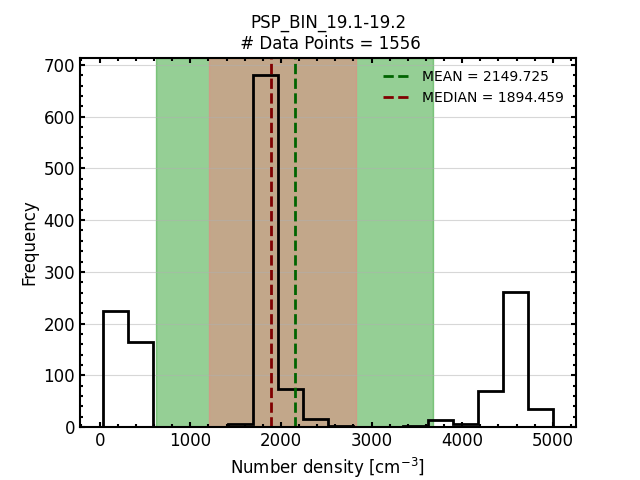 PSP_BIN_19.1-19.2
# Data Points = 1556
MEAN = 2149.725
MEDIAN = 1894.459
700
600
500
400
300
200
100
0
Frequency
0 1000 2000 3000 4000 5000
Number density [cm⁻³]